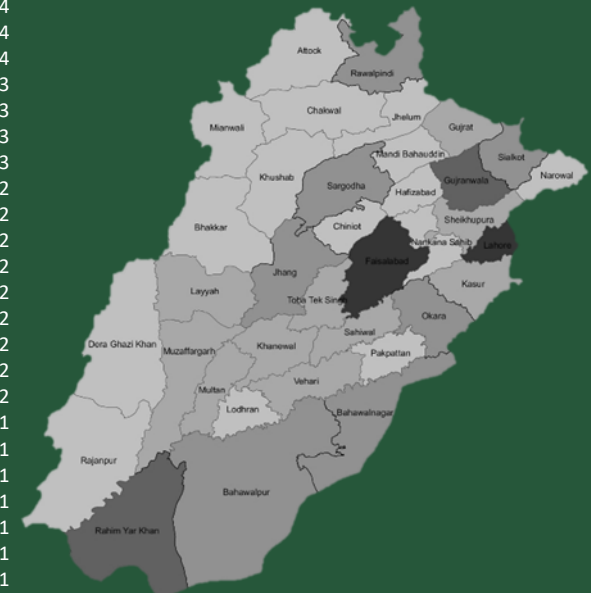 4
4
4
3
3
3
3
2
2
2
2
2
2
2
2
2
1
1
1
1
1
1
1
Attock
Rawalpindi
Chakwal
Jhelum
Mianwali
Gujrat
Mandi Bahauddin
Sialkot
Khushab
Sargodha
Gujranwala
Narowal
Hafizabad
Bhakkar
Chiniot
Sheikhupura
Nankana Sahib
Lahore
Faisalabad
Jhang
Kasur
Layyah
Toba Tek Singh
Okara
Sahiwal
Dera Ghazi Khan
Muzaffargarh
Khanewal
Pakpattan
Vehari
Multan
Lodhran
Bahawalnagar
Rajanpur
Bahawalpur
Rahim Yar Khan